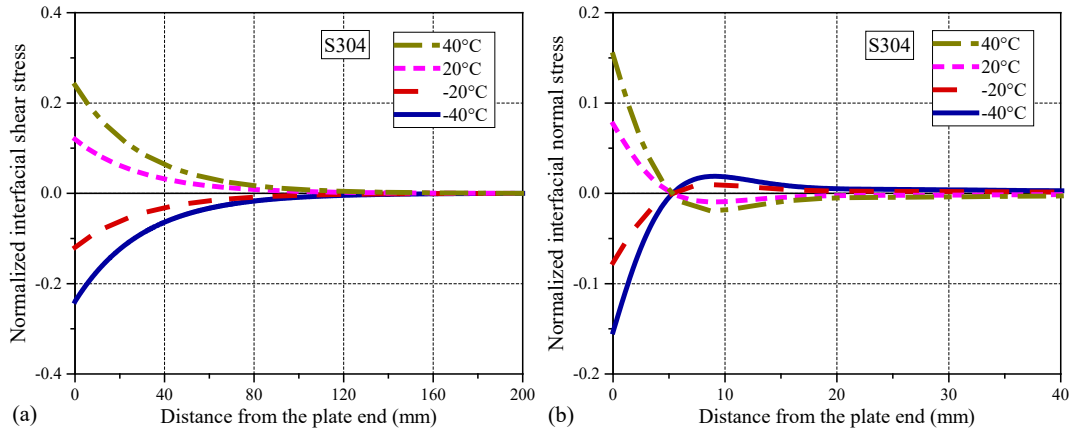 Normalized interfacial shear stress
0.4
0.2
0.0
-0.2
-0.4
S304
40°C
20°C
-20°C
-40°C
0
40
80
120
160
200
Distance from the plate end (mm)
(a)
Normalized interfacial normal stress
0.2
0.1
0.0
-0.1
-0.2
S304
40°C
20°C
-20°C
-40°C
0
10
20
30
40
Distance from the plate end (mm)
(b)